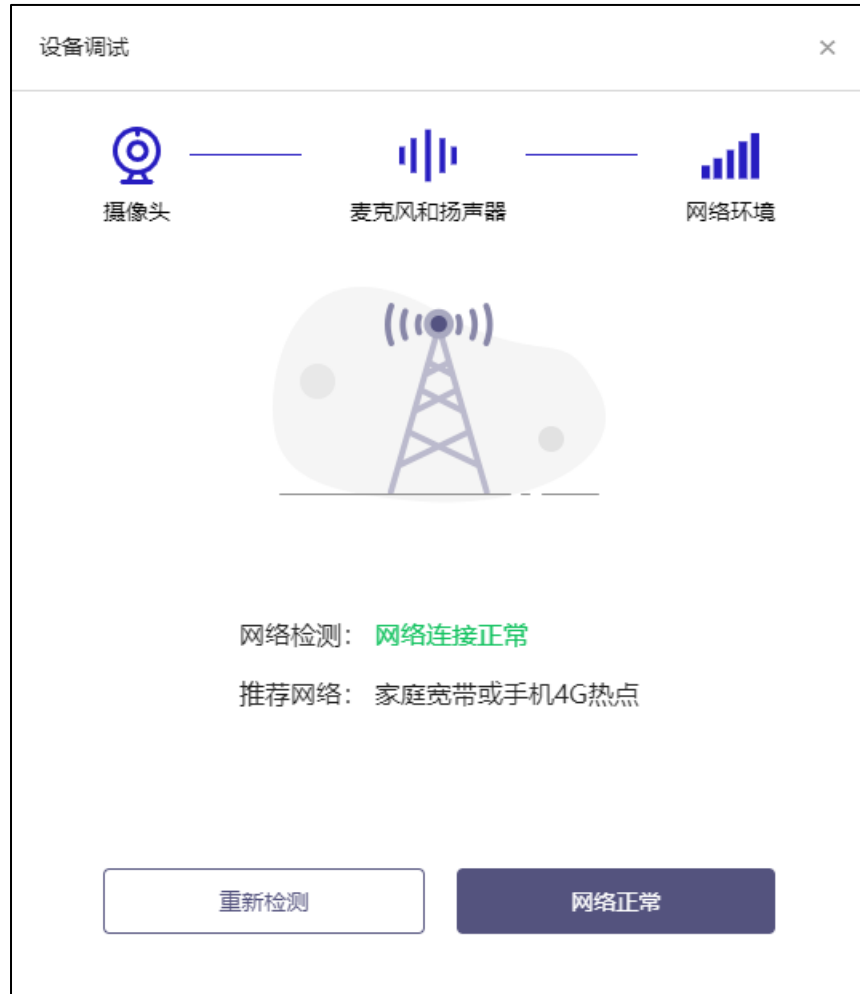 设备调试
摄像头
麦克风和扬声器
网络环境
网络检测： 网络连接正常
推荐网络： 家庭宽带或手机4G热点
重新检测
网络正常